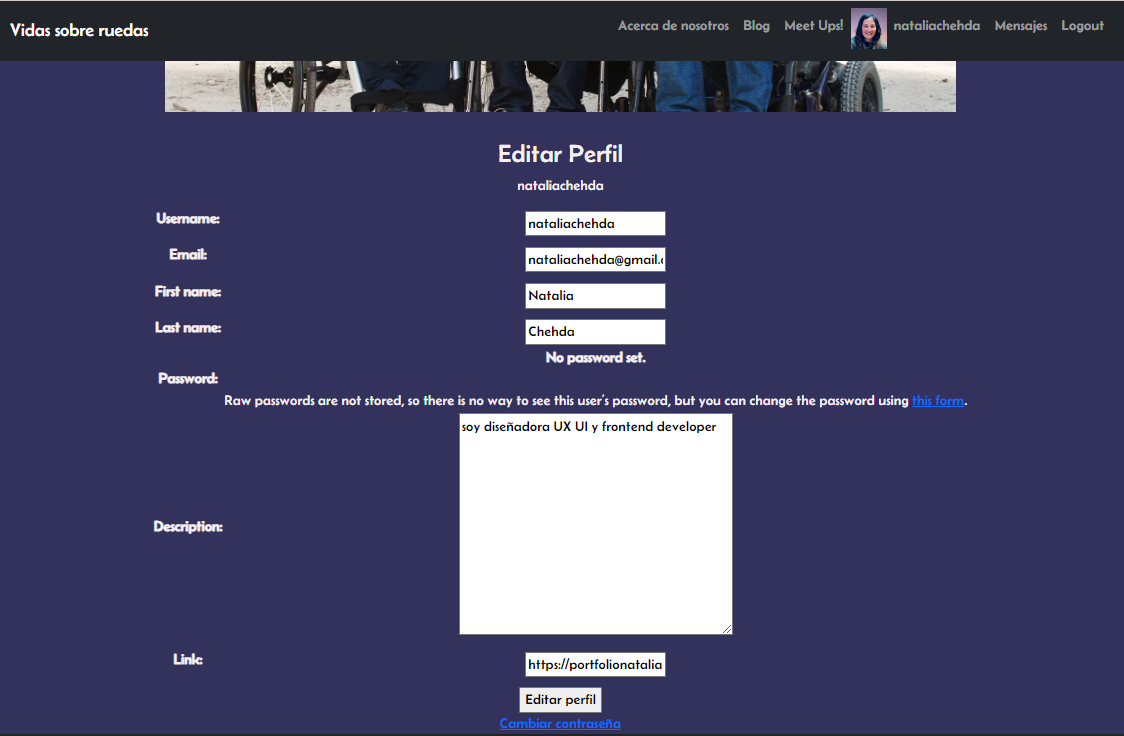 Vidas sobre ruedas
Acerca de nosotros Blog Meet Ups! nataliachehda Mensajes Logout
Editar Perfil
nataliachehda
Username: nataliachehda
Email: nataliachehda@gmail.
First name: Natalia
Last name: Chehda
No password set.
Password:
Raw passwords are not stored, so there is no way to see this user's password, but you can change the password using this form.
soy diseñadora UX UI y frontend developer
Description:
Link: https://portfolionatalia
Editar perfil
Cambiar contraseña